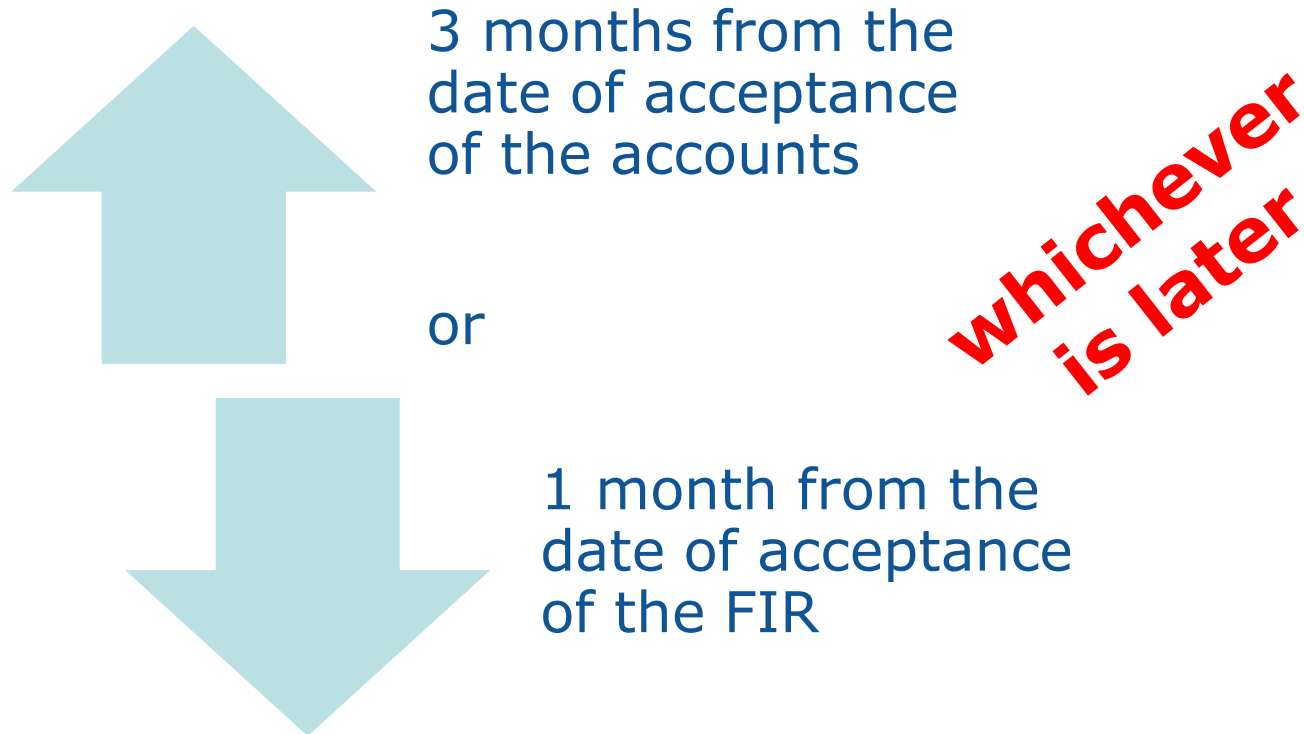 3 months from the
date of acceptance
of the accounts
or
1 month from the
date of acceptance
of the FIR
whichever
is later